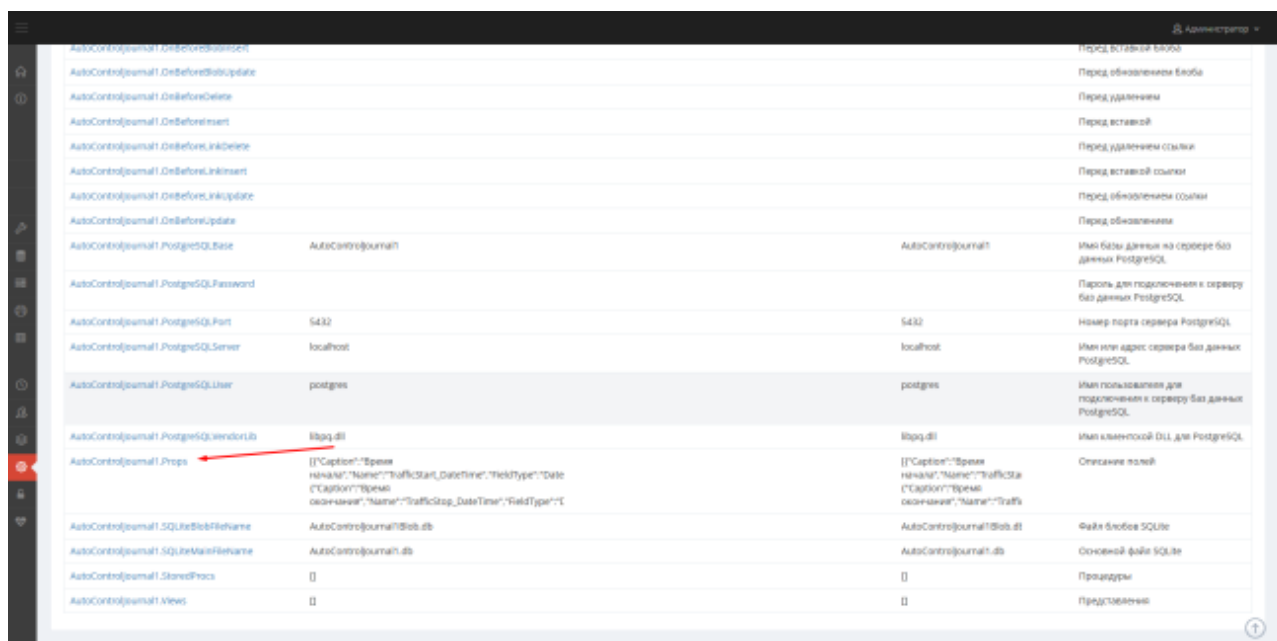 Администратор
AutoControlJournal1.OnBeforeBlobInsert Перед вставкой блоба
AutoControlJournal1.OnBeforeBlobUpdate Перед обновлением блоба
AutoControlJournal1.OnBeforeDelete Перед удалением
AutoControlJournal1.OnBeforeInsert Перед вставкой
AutoControlJournal1.OnBeforeLinkDelete Перед удалением ссылки
AutoControlJournal1.OnBeforeLinkInsert Перед вставкой ссылки
AutoControlJournal1.OnBeforeLinkUpdate Перед обновлением ссылки
AutoControlJournal1.OnBeforeUpdate Перед обновлением
AutoControlJournal1.PostgreSQLBase AutoControlJournal1 AutoControlJournal1 Имя базы данных на сервере баз
данных PostgreSQL
AutoControlJournal1.PostgreSQLPassword Пароль для подключения к серверу
баз данных PostgreSQL
AutoControlJournal1.PostgreSQLPort 5432 5432 Номер порта сервера PostgreSQL
AutoControlJournal1.PostgreSQLServer localhost localhost Имя или адрес сервера баз данных
PostgreSQL
AutoControlJournal1.PostgreSQLUser postgres postgres Имя пользователя для
подключения к серверу баз данных
PostgreSQL
AutoControlJournal1.PostgreSQLVendorLib libpq.dll libpq.dll Имя клиентской DLL для PostgreSQL
AutoControlJournal1.Props [{"Caption":"Время [{"Caption":"Время Описание полей
начала","Name":"TrafficStart_DateTime","FieldType":"Date начала","Name":"TrafficStar
{"Caption":"Время {"Caption":"Время
окончания","Name":"TrafficStop_DateTime","FieldType":"D окончания","Name":"Traffi
AutoControlJournal1.SQLiteBlobFileName AutoControlJournal1Blob.db AutoControlJournal1Blob.dt Файл блобов SQLite
AutoControlJournal1.SQLiteMainFileName AutoControlJournal1.db AutoControlJournal1.db Основной файл SQLite
AutoControlJournal1.StoredProcs [] [] Процедуры
AutoControlJournal1.Views [] [] Представления